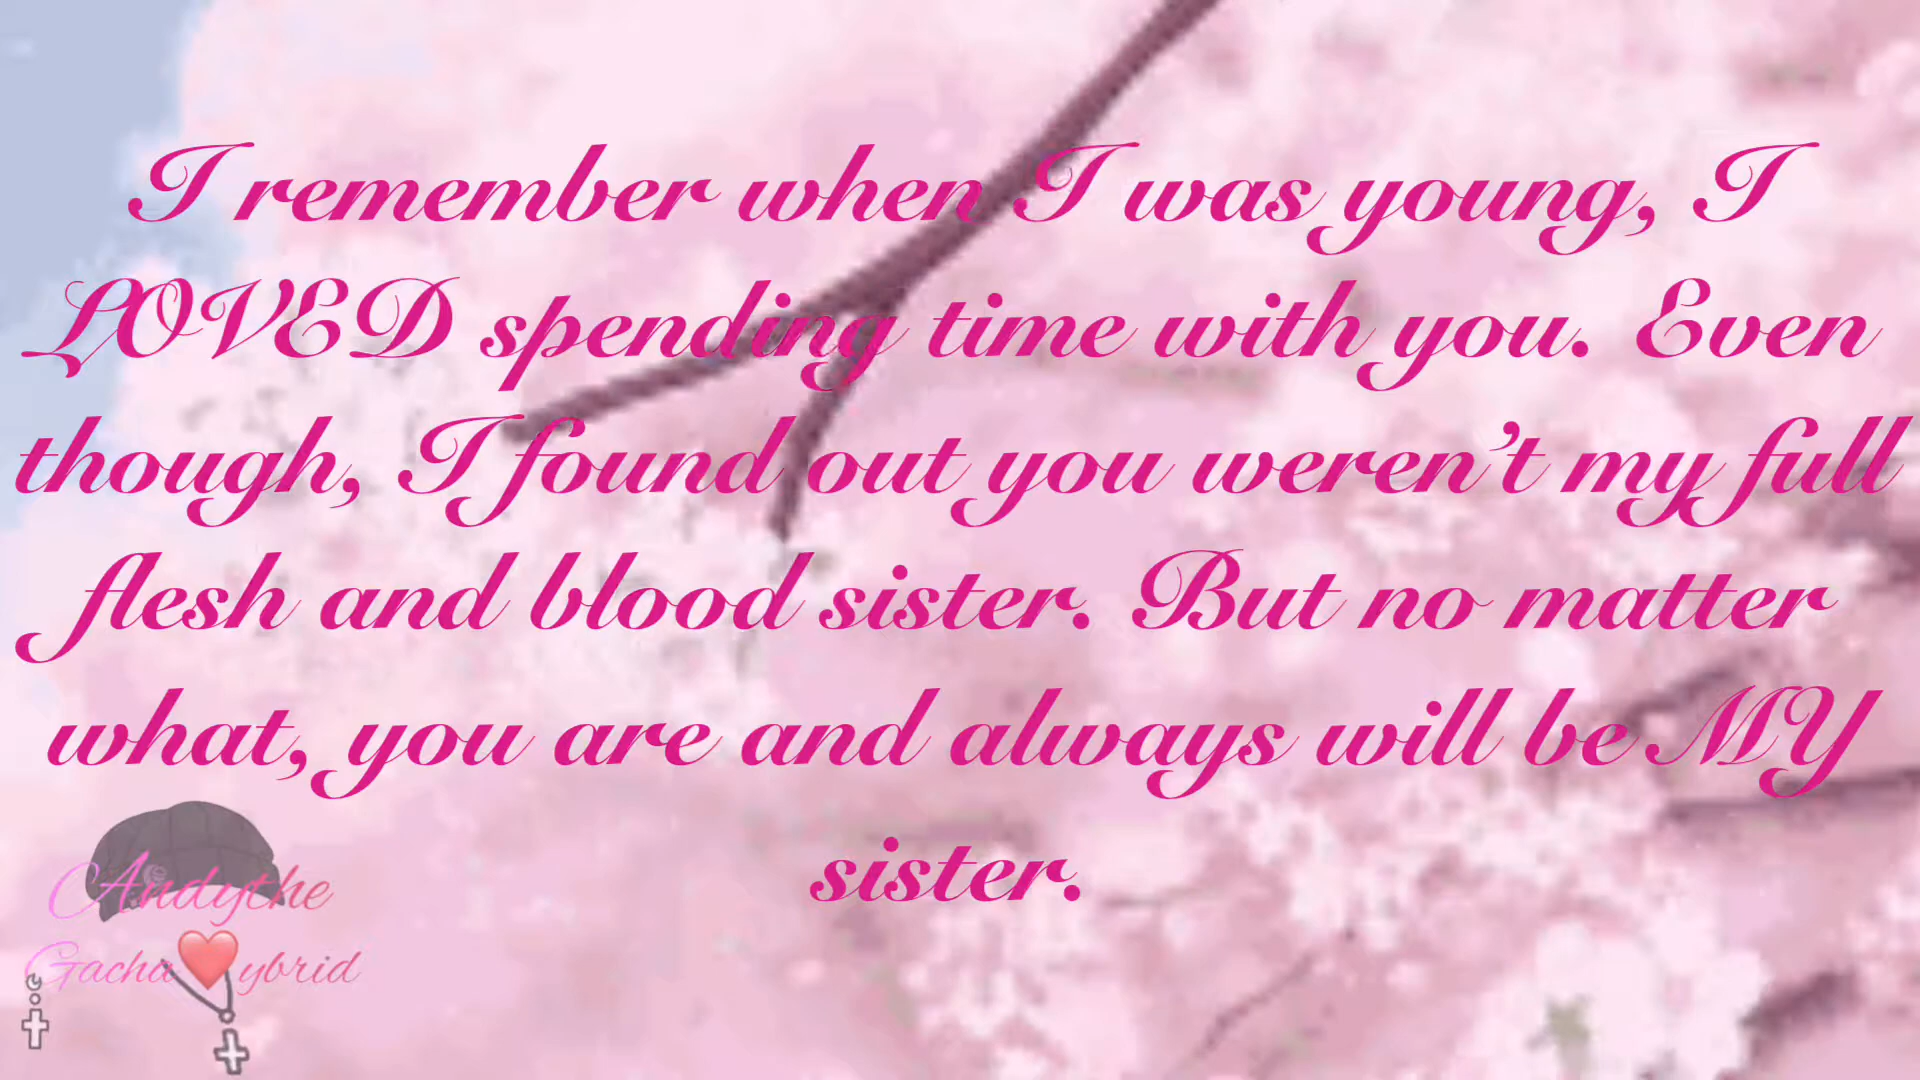 I remember when I was young, I
LOVED spending time with you. Even
though, I found out you weren't my full
flesh and blood sister. But no matter
what, you are and always will be MY
sister.
Andythe
Gacha❤️ybrid